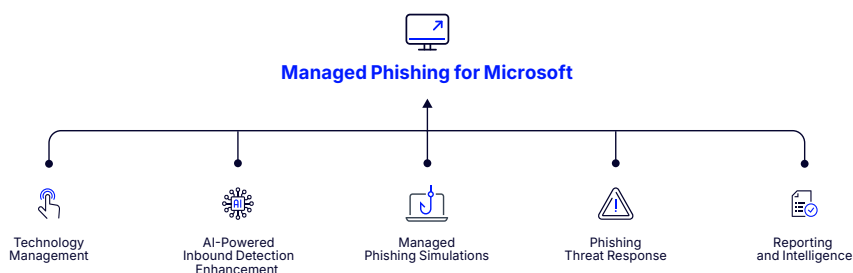 Managed Phishing for Microsoft
AI
Technology
Management
AI-Powered
Inbound Detection
Enhancement
Managed
Phishing Simulations
Phishing
Threat Response
Reporting
and Intelligence